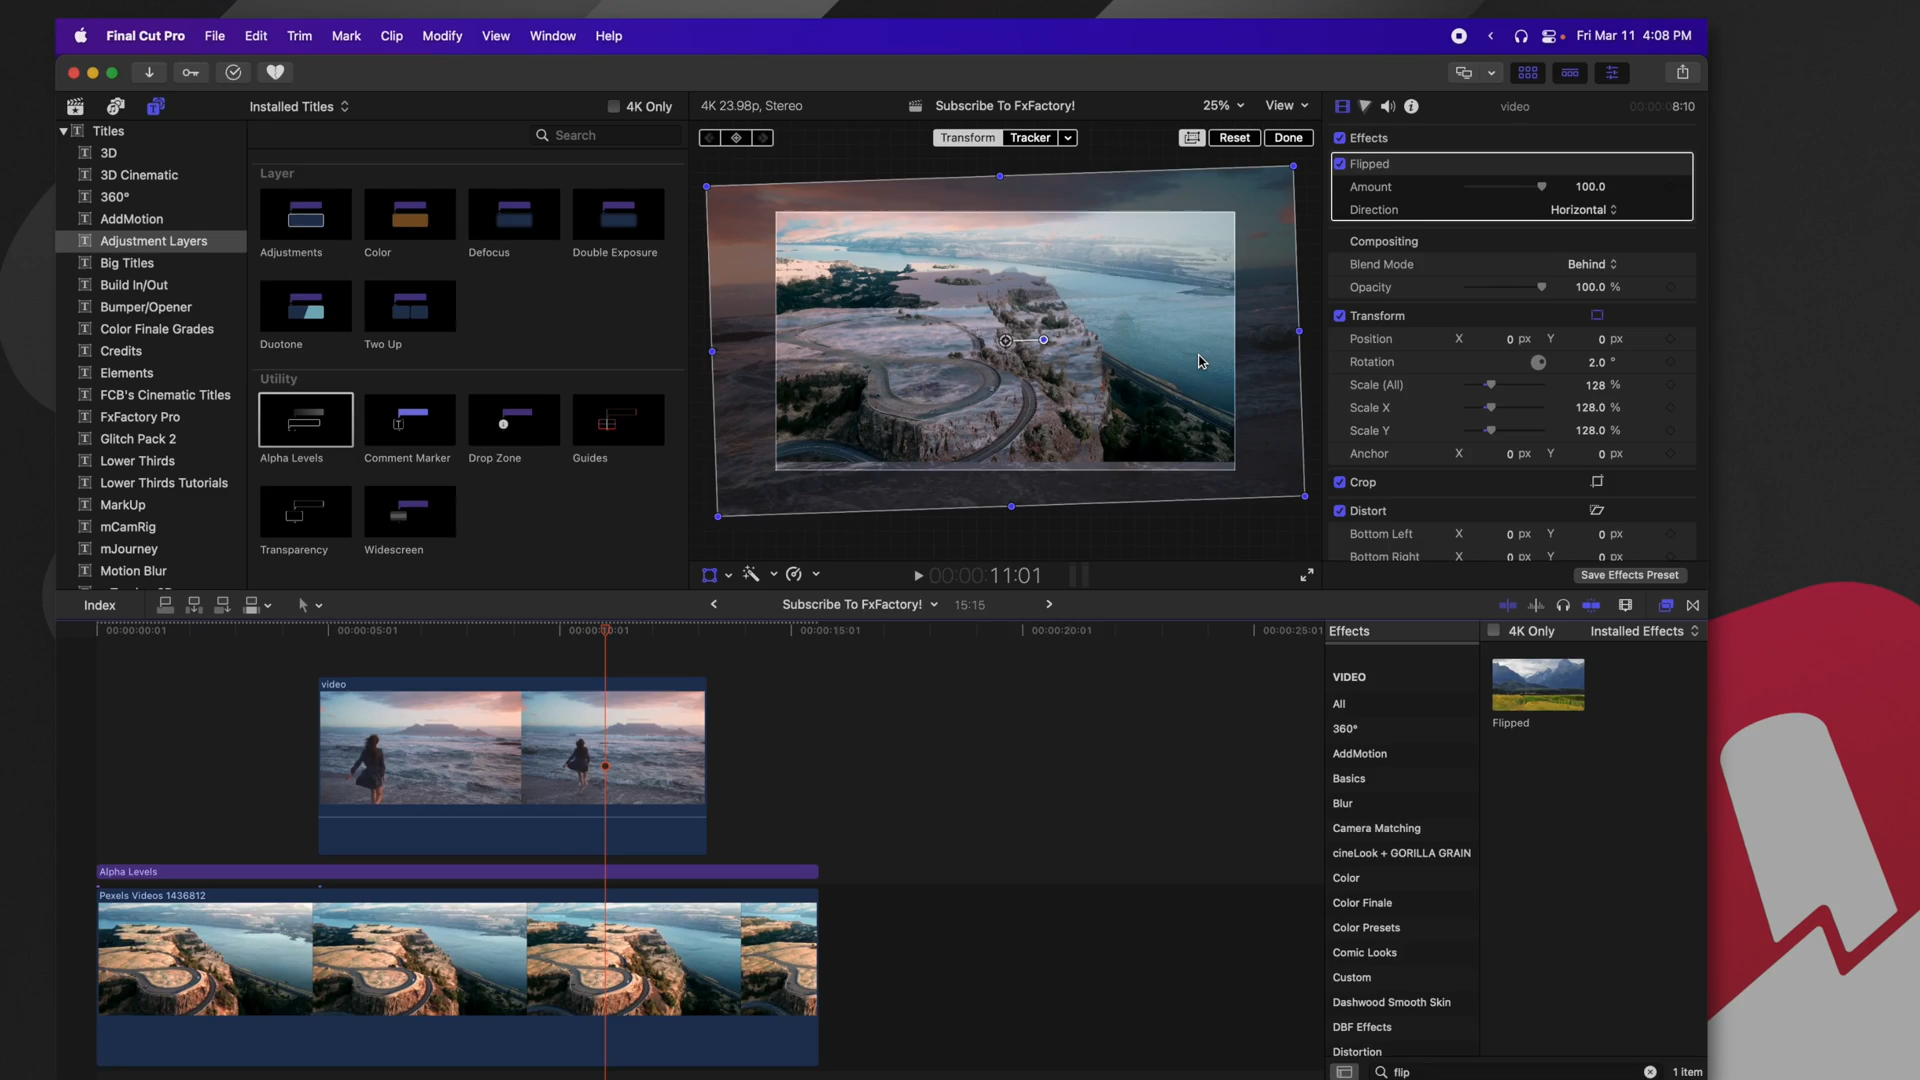 Final Cut Pro File Edit Trim Mark Clip Modify View Window Help Fri Mar 11 4:08 PM
Installed Titles 4K Only
4K 23.98p, Stereo Subscribe To FxFactory! 25% View
video 00:00:08:10
Titles
3D
3D Cinematic
360°
AddMotion
Adjustment Layers
Big Titles
Build In/Out
Bumper/Opener
Color Finale Grades
Credits
Elements
FCB's Cinematic Titles
FxFactory Pro
Glitch Pack 2
Lower Thirds
Lower Thirds Tutorials
MarkUp
mCamRig
mJourney
Motion Blur
Search
Layer
Adjustments Color Defocus Double Exposure
Duotone Two Up
Utility
Alpha Levels Comment Marker Drop Zone Guides
Transparency Widescreen
Transform Tracker Reset Done
00:00:11:01
Effects
Flipped
Amount 100.0
Direction Horizontal
Compositing
Blend Mode Behind
Opacity 100.0 %
Transform
Position X 0 px Y 0 px
Rotation 2.0 °
Scale (All) 128 %
Scale X 128.0 %
Scale Y 128.0 %
Anchor X 0 px Y 0 px
Crop
Distort
Bottom Left X 0 px Y 0 px
Bottom Right X 0 px Y 0 px
Save Effects Preset
Index Subscribe To FxFactory! 15:15
00:00:00:01 00:00:05:01 00:00:10:01 00:00:15:01 00:00:20:01 00:00:25:01
video
Alpha Levels
Pexels Videos 1436812
Effects 4K Only Installed Effects
VIDEO
All
360°
AddMotion
Basics
Blur
Camera Matching
cineLook + GORILLA GRAIN
Color
Color Finale
Color Presets
Comic Looks
Custom
Dashwood Smooth Skin
DBF Effects
Distortion
Flipped
flip 1 item